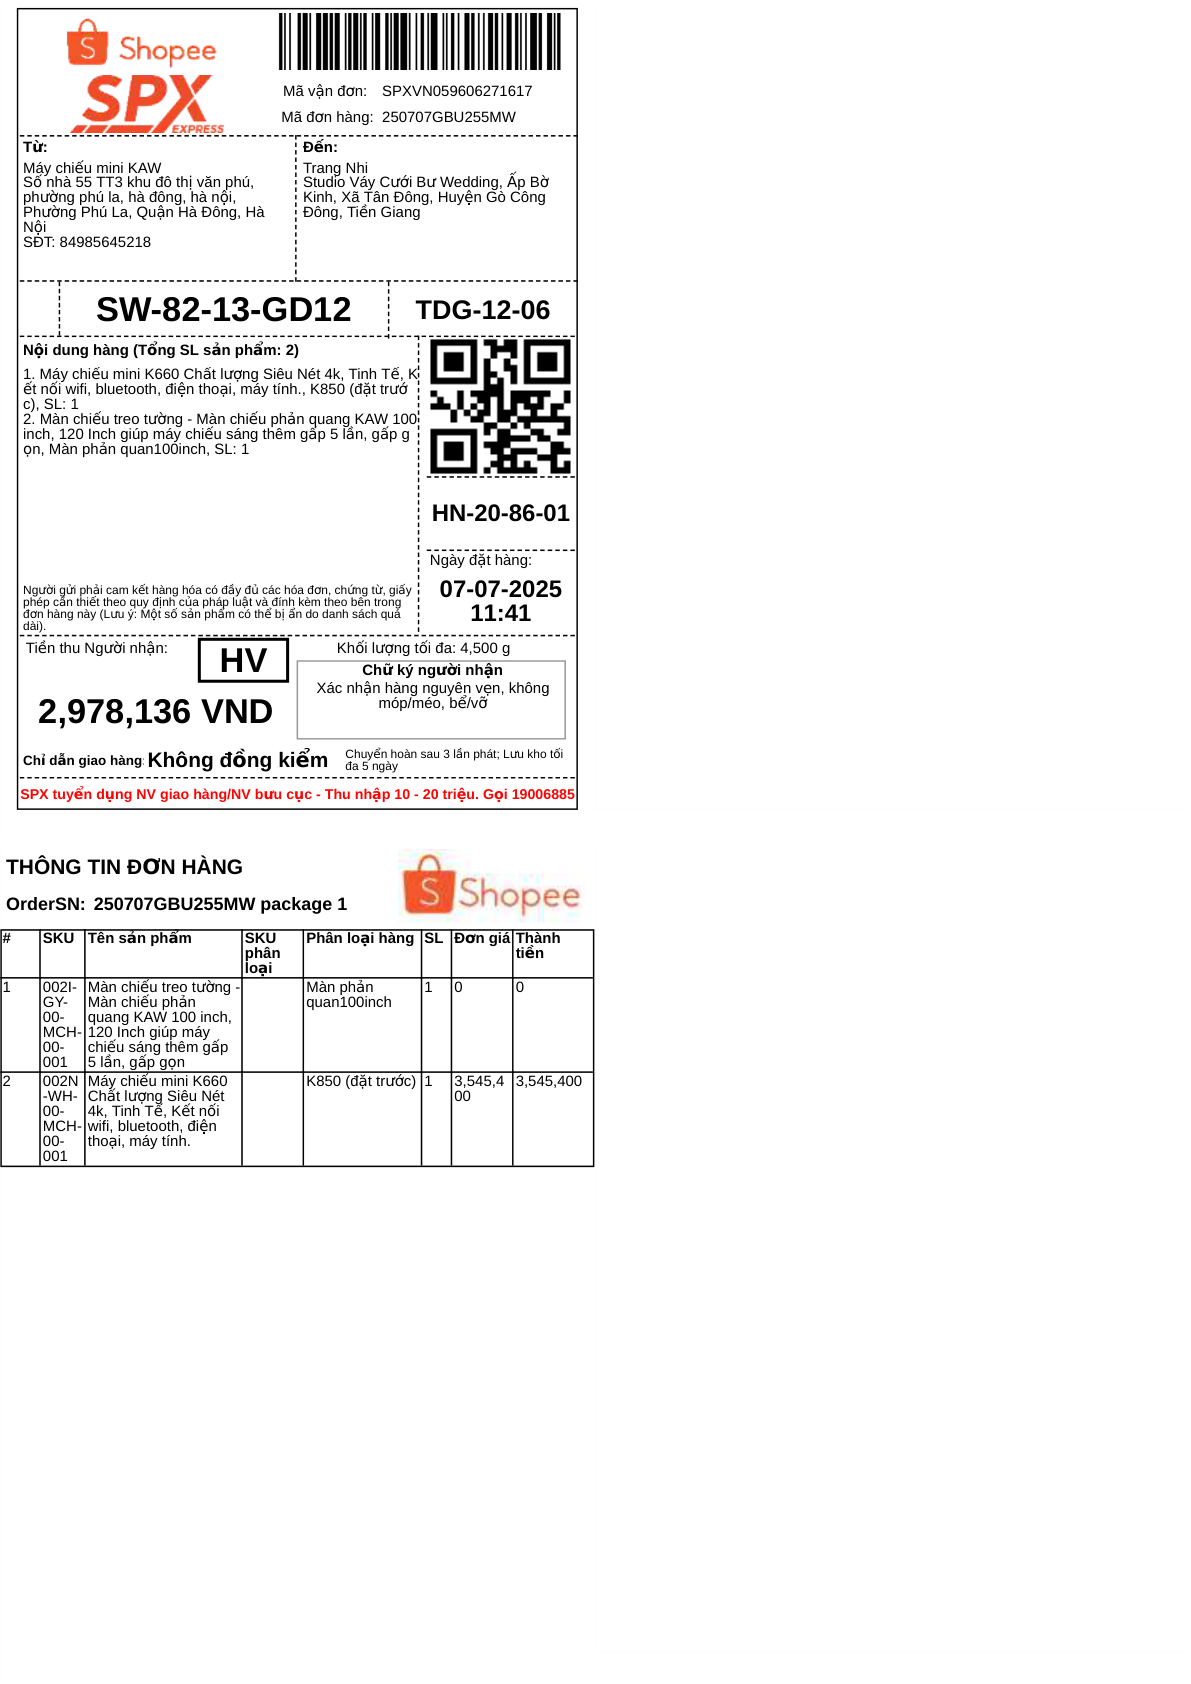 Shopee
SPX
EXPRESS
Mã vận đơn: SPXVN059606271617
Mã đơn hàng: 250707GBU255MW
Từ:
Máy chiếu mini KAW
Số nhà 55 TT3 khu đô thị văn phú,
phường phú la, hà đông, hà nội,
Phường Phú La, Quận Hà Đông, Hà
Nội
SĐT: 84985645218
Đến:
Trang Nhi
Studio Váy Cưới Bư Wedding, Ấp Bờ
Kinh, Xã Tân Đông, Huyện Gò Công
Đông, Tiền Giang
SW-82-13-GD12
TDG-12-06
Nội dung hàng (Tổng SL sản phẩm: 2)
1. Máy chiếu mini K660 Chất lượng Siêu Nét 4k, Tinh Tế, K
ết nối wifi, bluetooth, điện thoại, máy tính., K850 (đặt trướ
c), SL: 1
2. Màn chiếu treo tường - Màn chiếu phản quang KAW 100
inch, 120 Inch giúp máy chiếu sáng thêm gấp 5 lần, gấp g
ọn, Màn phản quan100inch, SL: 1
Người gửi phải cam kết hàng hóa có đầy đủ các hóa đơn, chứng từ, giấy
phép cần thiết theo quy định của pháp luật và đính kèm theo bên trong
đơn hàng này (Lưu ý: Một số sản phẩm có thể bị ẩn do danh sách quá
dài).
HN-20-86-01
Ngày đặt hàng:
07-07-2025
11:41
Tiền thu Người nhận:
HV
2,978,136 VND
Khối lượng tối đa: 4,500 g
Chữ ký người nhận
Xác nhận hàng nguyên vẹn, không
móp/méo, bể/vỡ
Chỉ dẫn giao hàng: Không đồng kiểm
Chuyển hoàn sau 3 lần phát; Lưu kho tối
đa 5 ngày
SPX tuyển dụng NV giao hàng/NV bưu cục - Thu nhập 10 - 20 triệu. Gọi 19006885
THÔNG TIN ĐƠN HÀNG
Shopee
OrderSN: 250707GBU255MW package 1
# SKU Tên sản phẩm SKU phân loại Phân loại hàng SL Đơn giá Thành tiền
1
002I-
GY-
00-
MCH-
00-
001
Màn chiếu treo tường -
Màn chiếu phản
quang KAW 100 inch,
120 Inch giúp máy
chiếu sáng thêm gấp
5 lần, gấp gọn
Màn phản
quan100inch
1
0
0
2
002N
-WH-
00-
MCH-
00-
001
Máy chiếu mini K660
Chất lượng Siêu Nét
4k, Tinh Tế, Kết nối
wifi, bluetooth, điện
thoại, máy tính.
K850 (đặt trước)
1
3,545,4
00
3,545,400